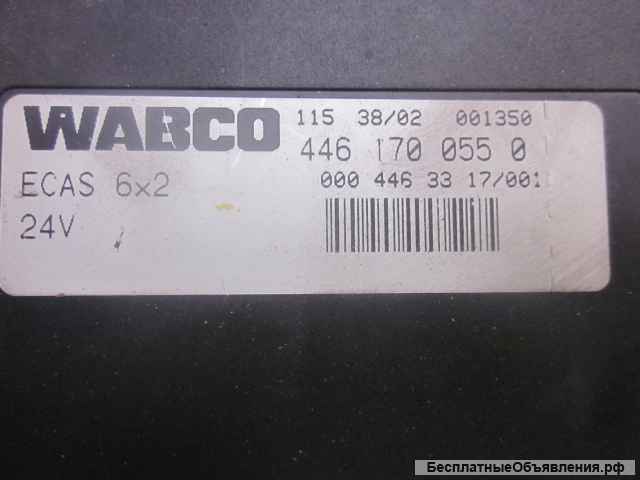 WABCO 115 38/02 001350
446 170 055 0
ECAS 6x2 000 446 33 17/001
24V
БесплатныеОбъявления.рф